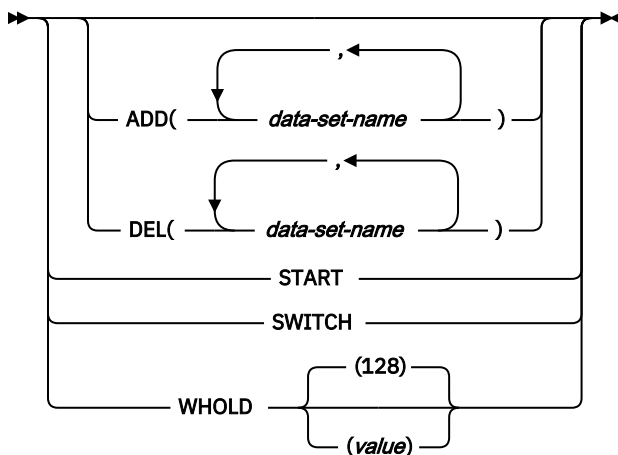 ,
ADD( data-set-name )
,
DEL( data-set-name )
START
SWITCH
(128)
WHOLD
(value)